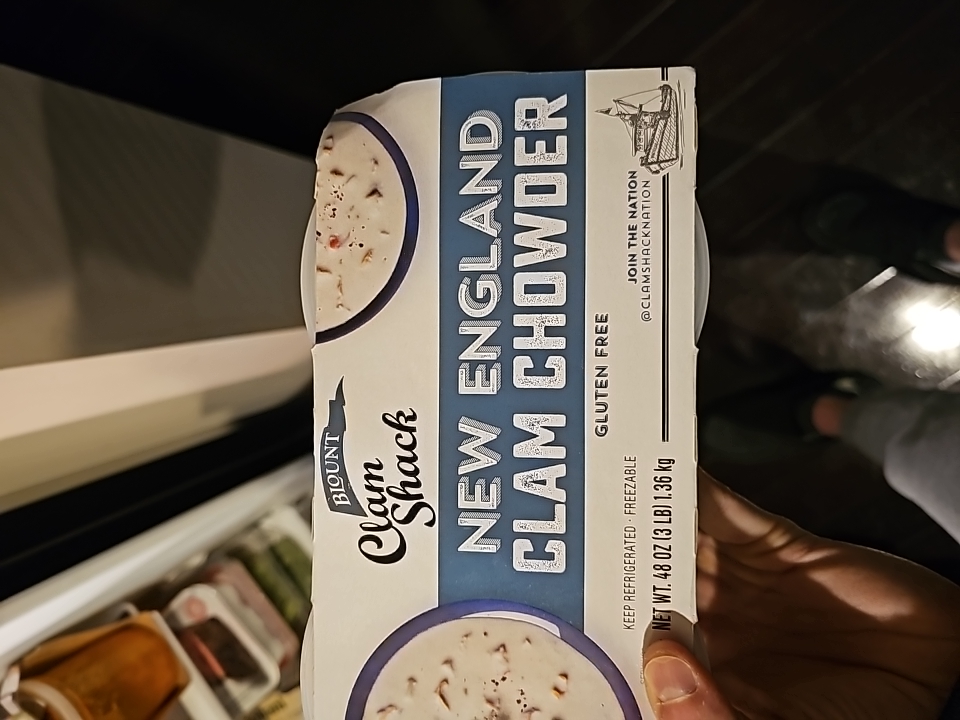 BLOUNT
Clam
Shack
NEW ENGLAND
CLAM CHOWDER
GLUTEN FREE
KEEP REFRIGERATED · FREEZABLE
NET WT. 48 OZ (3 LB) 1.36 kg
JOIN THE NATION
@CLAMSHACKNATION